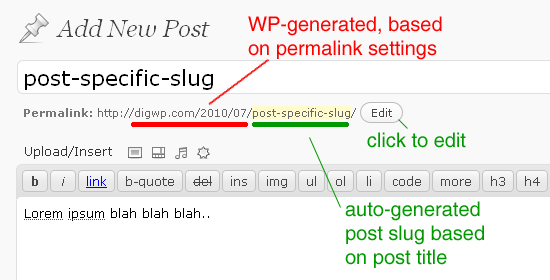 Add New Post
WP-generated, based
on permalink settings
post-specific-slug
Permalink: http://digwp.com/2010/07/post-specific-slug/ Edit
click to edit
Upload/Insert
b i link b-quote del ins img ul ol li code more h3 h4
Lorem ipsum blah blah blah..
auto-generated
post slug based
on post title